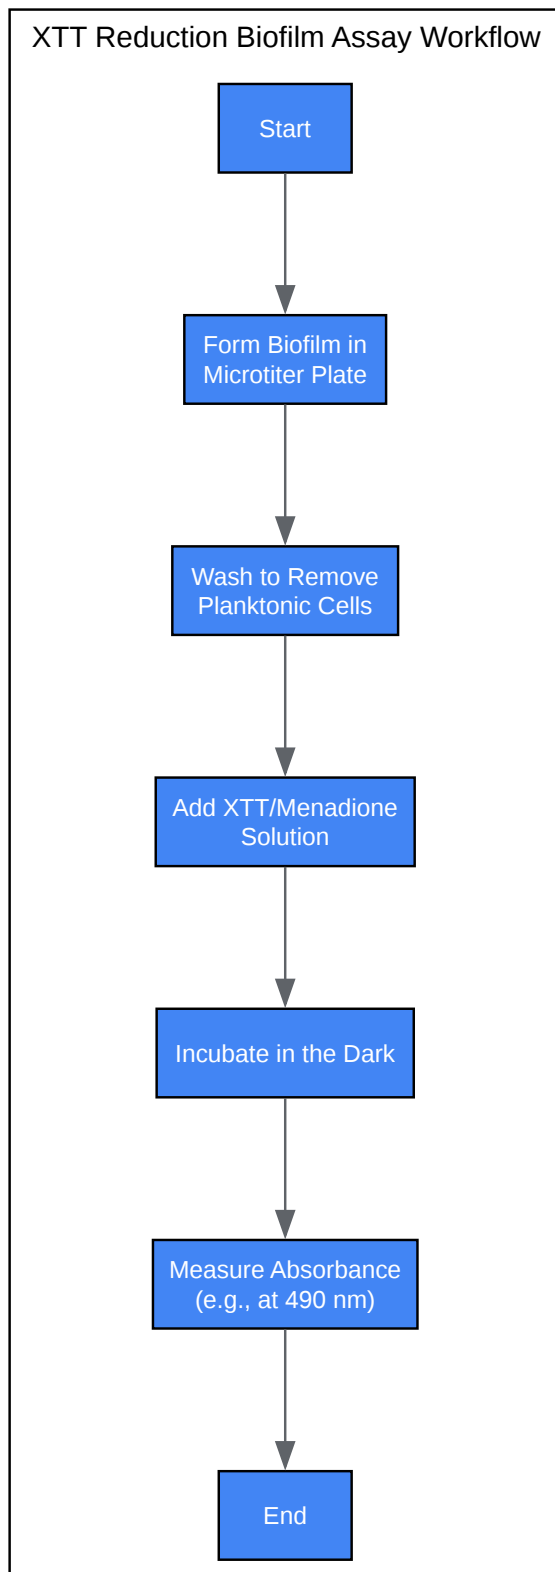 XTT Reduction Biofilm Assay Workflow
Start
Form Biofilm in
Microtiter Plate
Wash to Remove
Planktonic Cells
Add XTT/Menadione
Solution
Incubate in the Dark
Measure Absorbance
(e.g., at 490 nm)
End